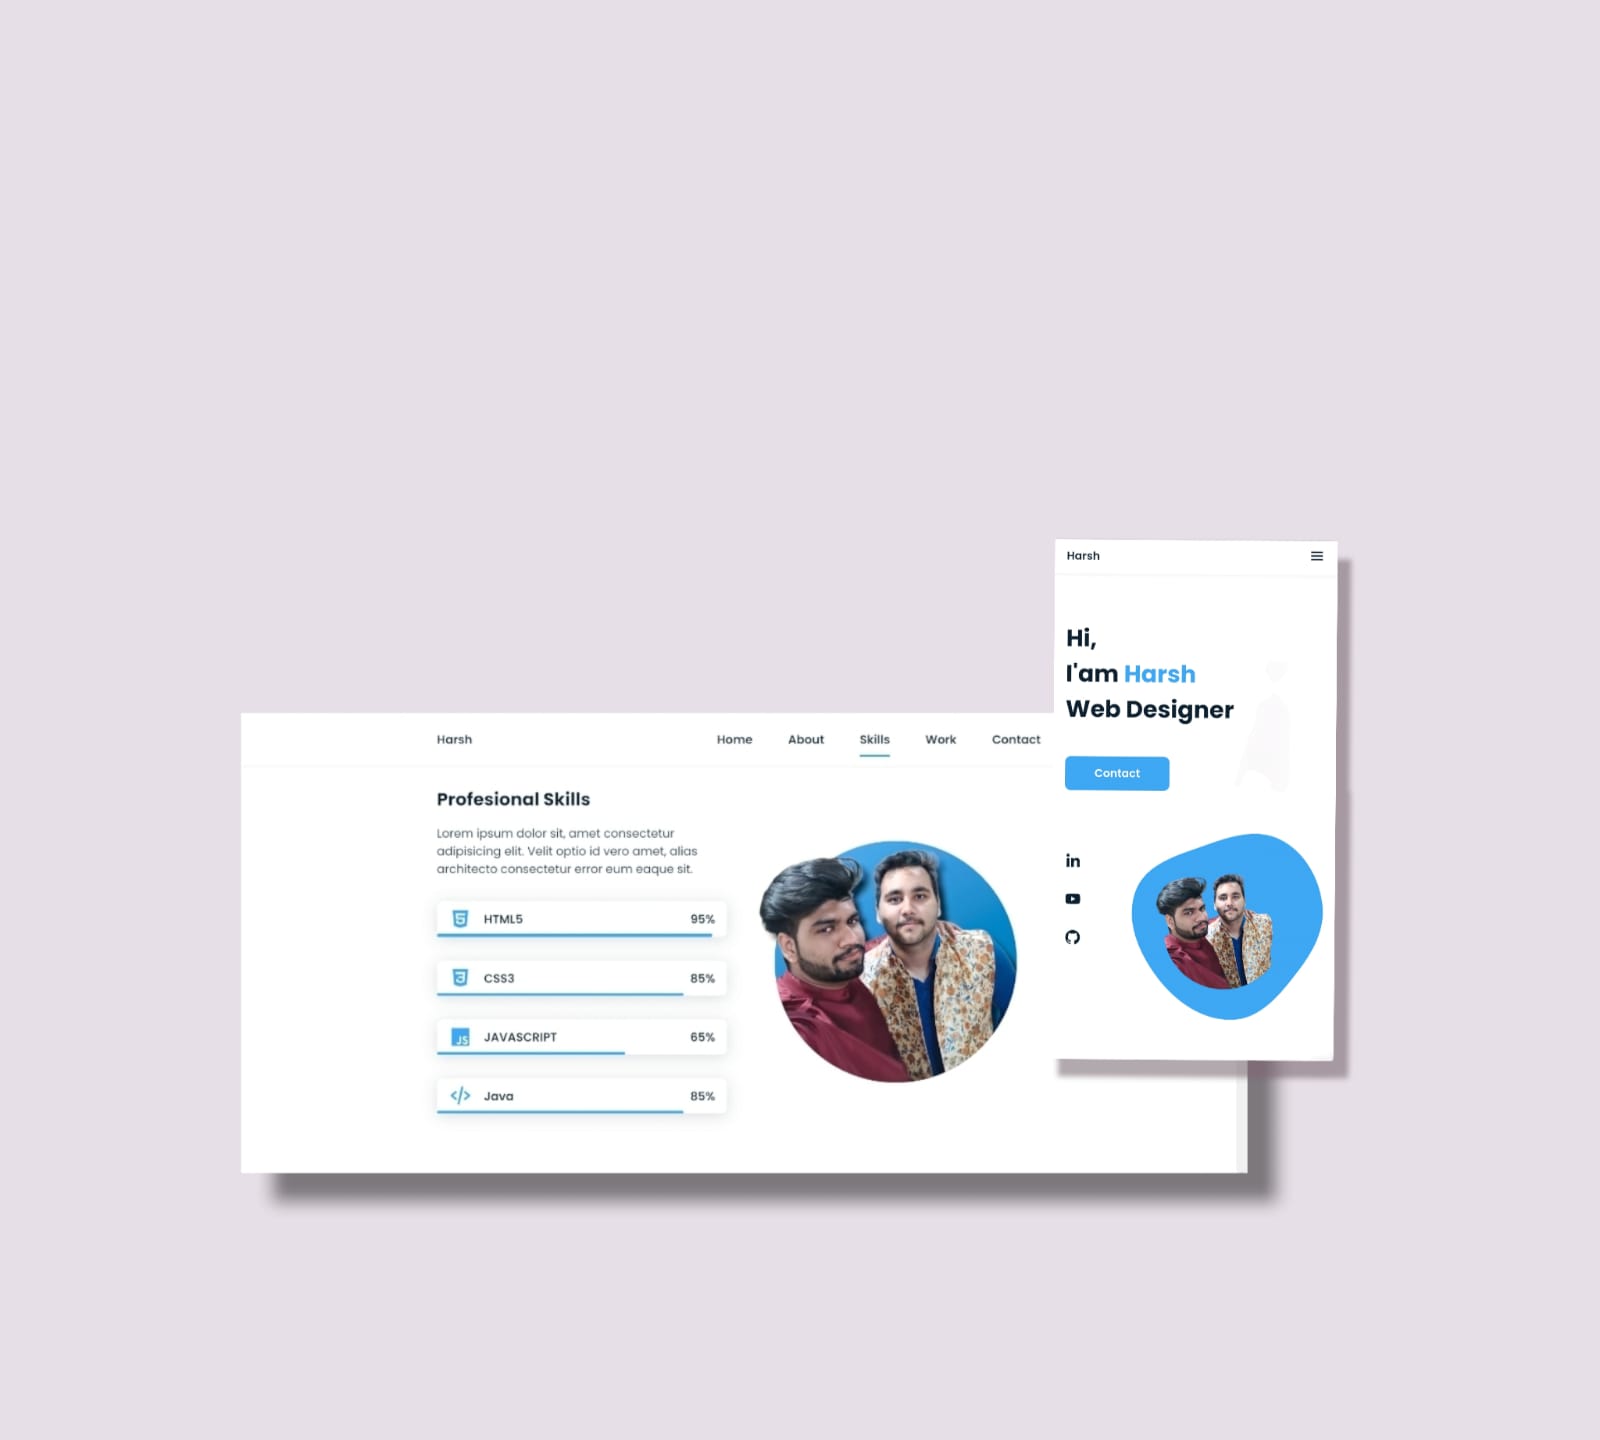 Harsh
Hi,
I'am Harsh
Web Designer
Contact
in
Harsh Home About Skills Work Contact
Profesional Skills
Lorem ipsum dolor sit, amet consectetur
adipisicing elit. Velit optio id vero amet, alias
architecto consectetur error eum eaque sit.
5 HTML5 95%
3 CSS3 85%
JS JAVASCRIPT 65%
</> Java 85%